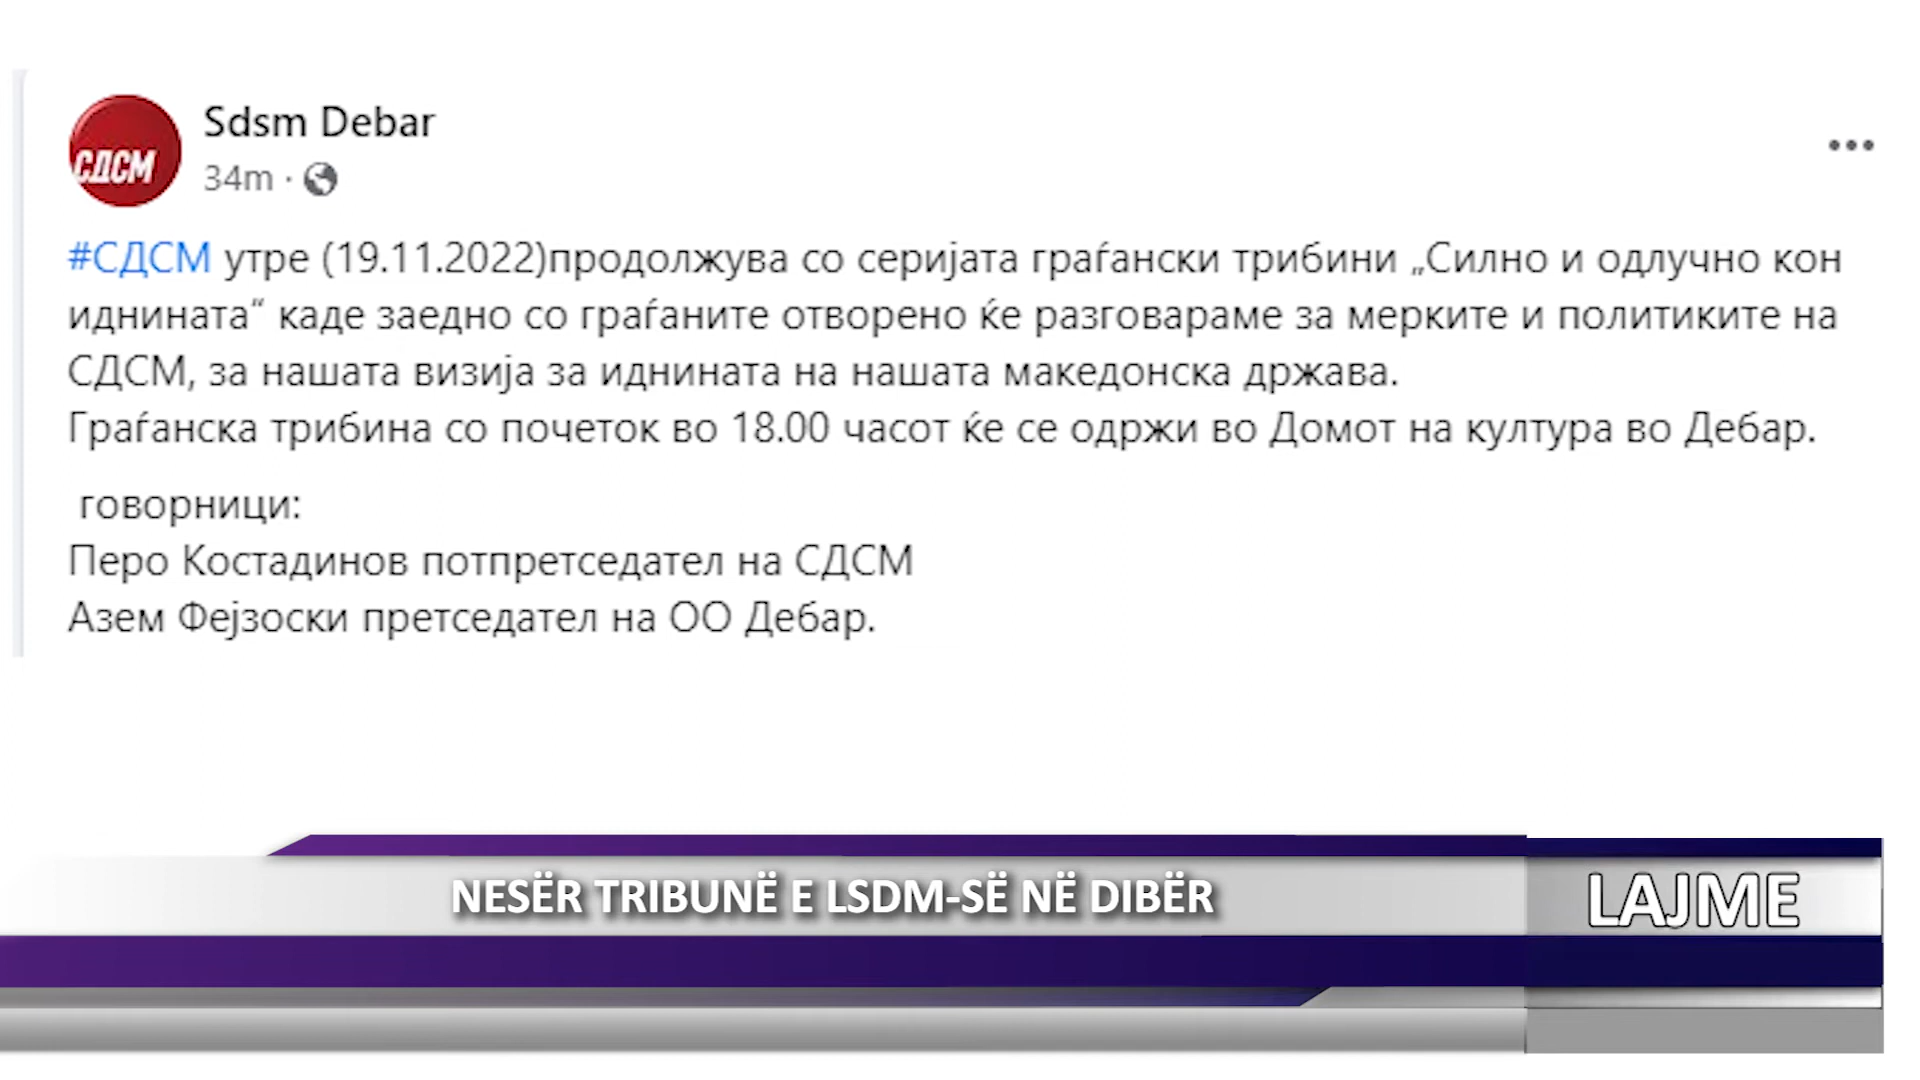 Sdsm Debar
СДСМ
34m ·
#СДСМ утре (19.11.2022)продолжува со серијата граѓански трибини „Силно и одлучно кон
иднината“ каде заедно со граѓаните отворено ќе разговараме за мерките и политиките на
СДСМ, за нашата визија за иднината на нашата македонска држава.
Граѓанска трибина со почеток во 18.00 часот ќе се одржи во Домот на култура во Дебар.
говорници:
Перо Костадинов потпретседател на СДСМ
Азем Фејзоски претседател на ОО Дебар.
NESËR TRIBUNË E LSDM-SË NË DIBËR
LAJME